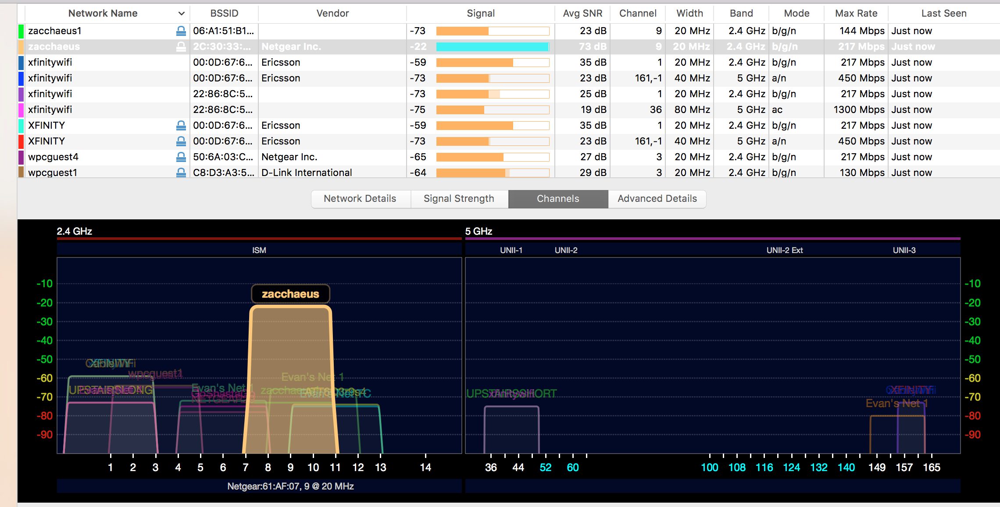 Network Name BSSID Vendor Signal Avg SNR Channel Width Band Mode Max Rate Last Seen
zacchaeus1 06:A1:51:B1... -73 23 dB 9 20 MHz 2.4 GHz b/g/n 144 Mbps Just now
zacchaeus 2C:30:33:... Netgear Inc. -22 73 dB 9 20 MHz 2.4 GHz b/g/n 217 Mbps Just now
xfinitywifi 00:0D:67:6... Ericsson -59 35 dB 1 20 MHz 2.4 GHz b/g/n 217 Mbps Just now
xfinitywifi 00:0D:67:6... Ericsson -73 23 dB 161,-1 40 MHz 5 GHz a/n 450 Mbps Just now
xfinitywifi 22:86:8C:5... -73 25 dB 1 20 MHz 2.4 GHz b/g/n 217 Mbps Just now
xfinitywifi 22:86:8C:5... -75 19 dB 36 80 MHz 5 GHz ac 1300 Mbps Just now
XFINITY 00:0D:67:6... Ericsson -59 35 dB 1 20 MHz 2.4 GHz b/g/n 217 Mbps Just now
XFINITY 00:0D:67:6... Ericsson -73 23 dB 161,-1 40 MHz 5 GHz a/n 450 Mbps Just now
wpcguest4 50:6A:03:C... Netgear Inc. -65 27 dB 3 20 MHz 2.4 GHz b/g/n 217 Mbps Just now
wpcguest1 C8:D3:A3:5... D-Link International -64 29 dB 3 20 MHz 2.4 GHz b/g/n 130 Mbps Just now
Network Details Signal Strength Channels Advanced Details
2.4 GHz 5 GHz
ISM UNII-1 UNII-2 UNII-2 Ext UNII-3
-10 -10
zacchaeus
-20 -20
-30 -30
-40 -40
-50 -50
CableWiFi XFINITY
wpcguest1
Evan's Net 1
-60 -60
UPSTAIRSLONG Evan's Net 1 UPSTAIRSSHORT xfinitywifi XFINITY
NETGEAR29 Evan's Net TC
-70 -70
Evan's Net 1
-80 -80
-90 -90
1 2 3 4 5 6 7 8 9 10 11 12 13 14 36 44 52 60 100 108 116 124 132 140 149 157 165
Netgear:61:AF:07, 9 @ 20 MHz